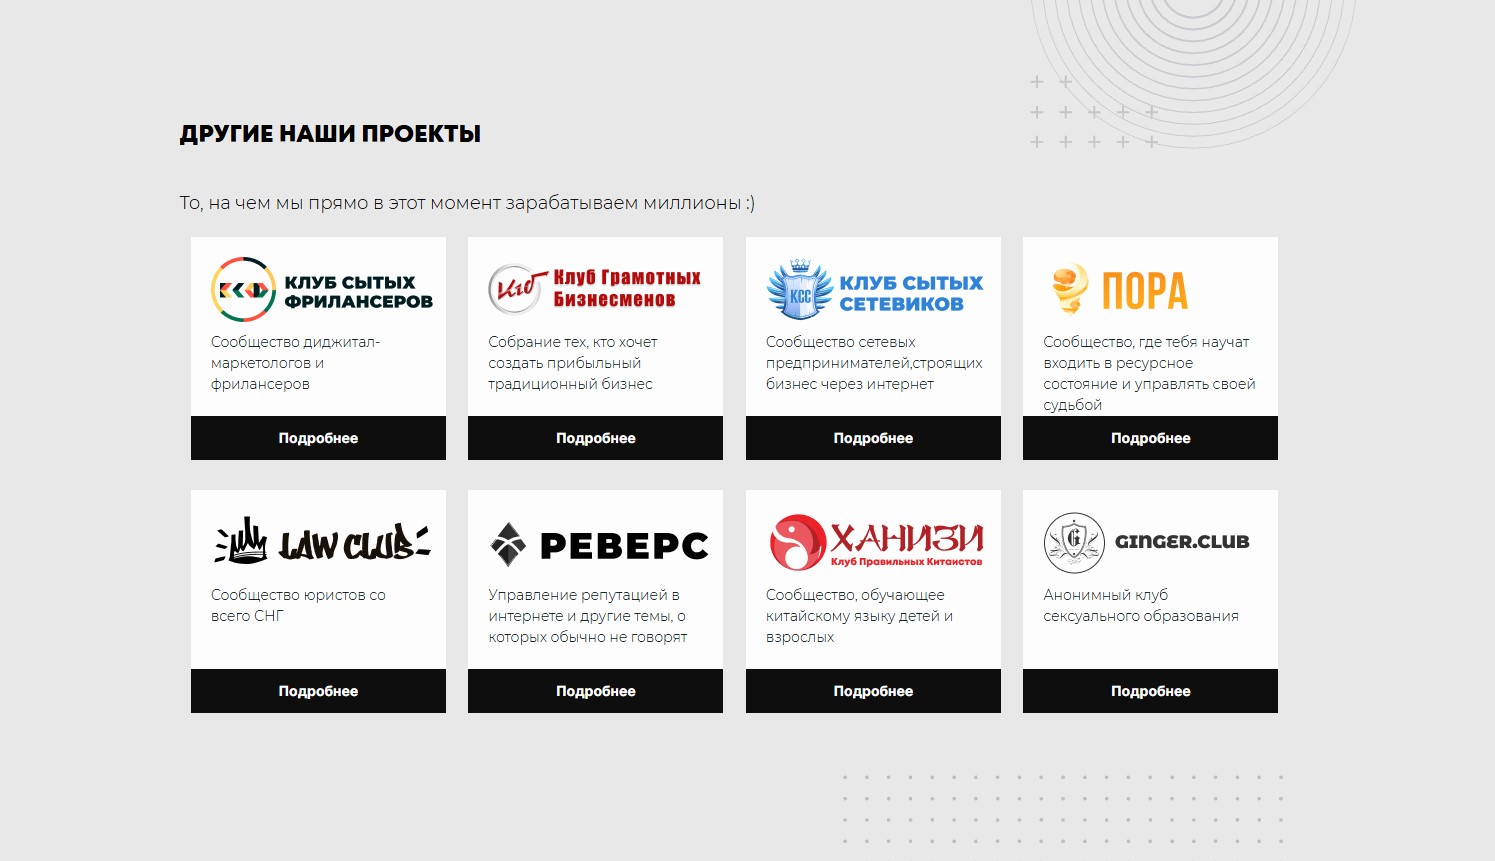 ДРУГИЕ НАШИ ПРОЕКТЫ
То, на чем мы прямо в этот момент зарабатываем миллионы :)
ККФ
КЛУБ СЫТЫХ
ФРИЛАНСЕРОВ
Сообщество диджитал-
маркетологов и
фрилансеров
Подробнее
КГБ
Клуб Грамотных
Бизнесменов
Собрание тех, кто хочет
создать прибыльный
традиционный бизнес
Подробнее
КСС
КЛУБ СЫТЫХ
СЕТЕВИКОВ
Сообщество сетевых
предпринимателей,строящих
бизнес через интернет
Подробнее
ПОРА
Сообщество, где тебя научат
входить в ресурсное
состояние и управлять своей
судьбой
Подробнее
LAW CLUB
Сообщество юристов со
всего СНГ
Подробнее
РЕВЕРС
Управление репутацией в
интернете и другие темы, о
которых обычно не говорят
Подробнее
ХАНИЗИ
Клуб Правильных Китаистов
Сообщество, обучающее
китайскому языку детей и
взрослых
Подробнее
G
GINGER.CLUB
Анонимный клуб
сексуального образования
Подробнее